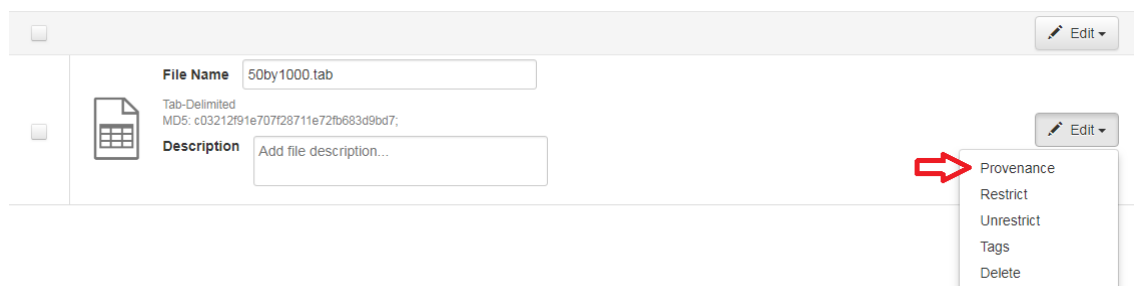 Edit
File Name 50by1000.tab
Tab-Delimited
MD5: c03212f91e707f28711e72fb683d9bd7;
Edit
Description Add file description...
Provenance
Restrict
Unrestrict
Tags
Delete